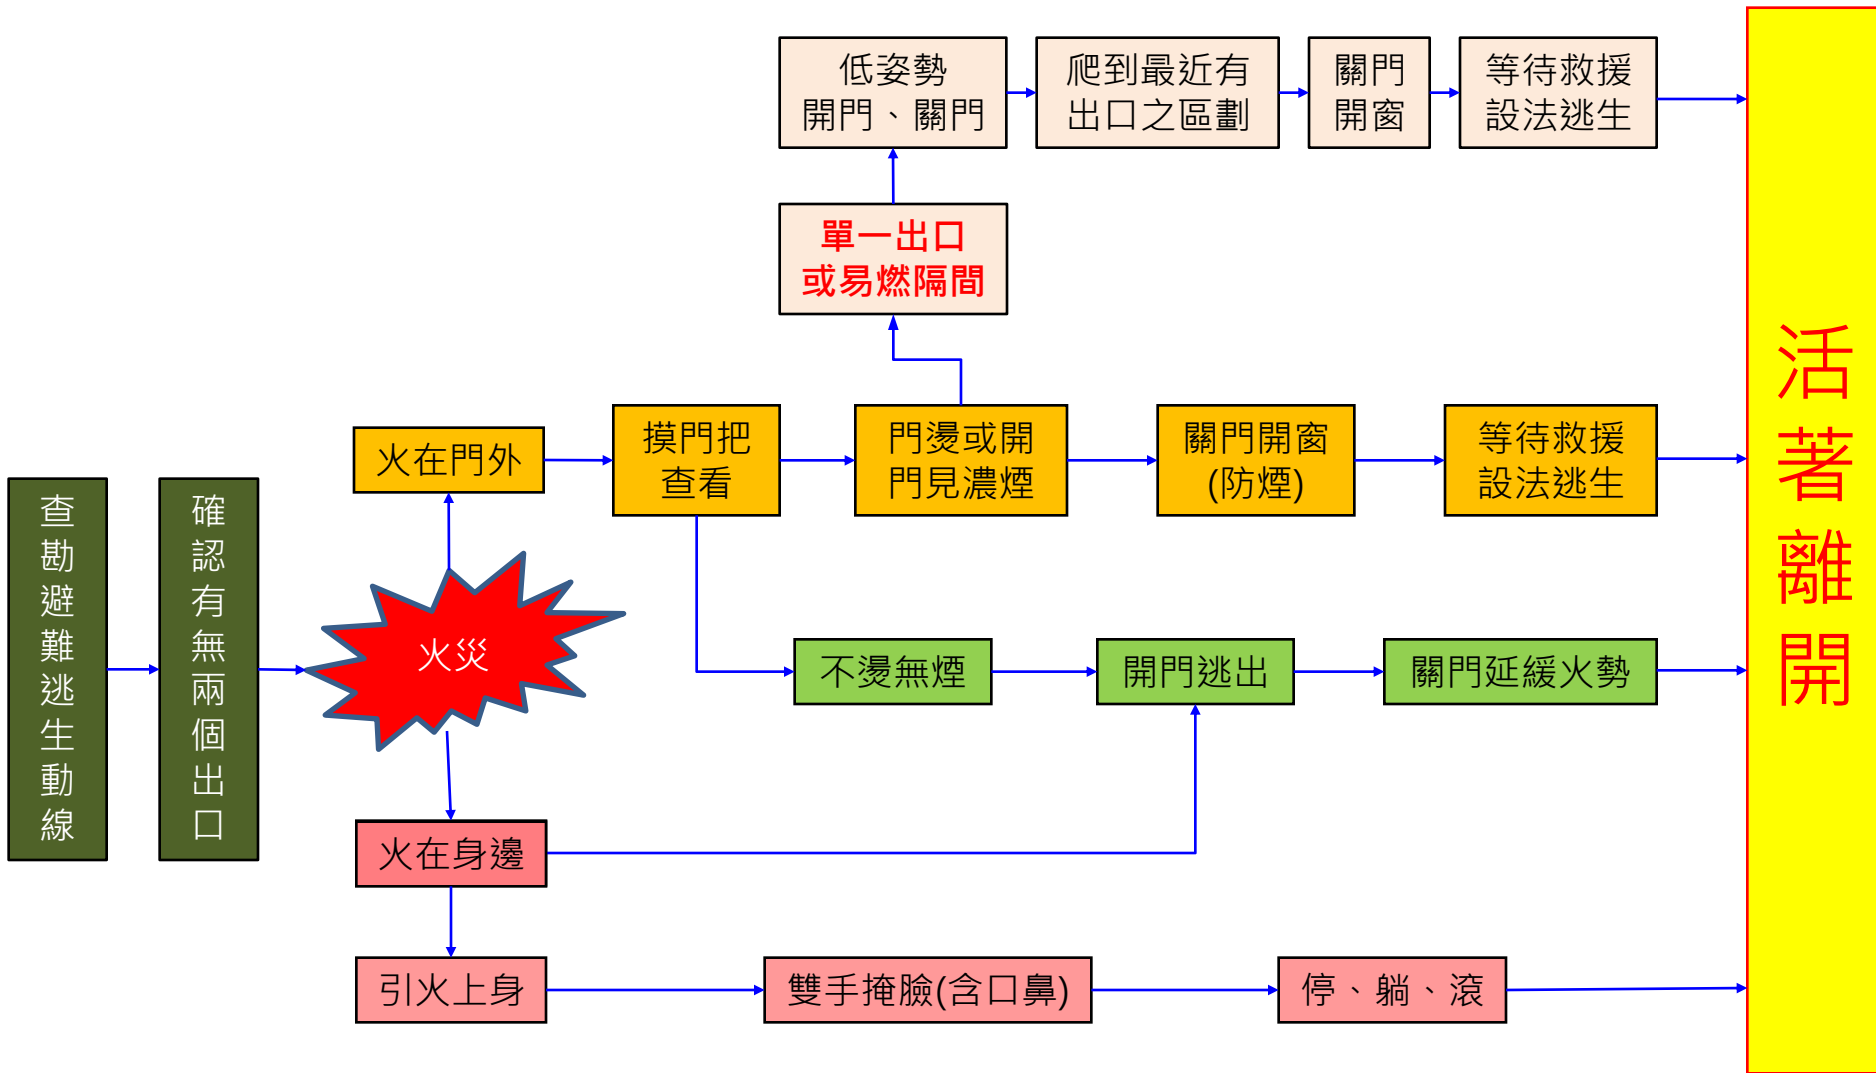 低姿勢
開門、關門
爬到最近有
出口之區劃
關門
開窗
等待救援
設法逃生
單一出口
或易燃隔間
火在門外
摸門把
查看
門燙或開
門見濃煙
關門開窗
(防煙)
等待救援
設法逃生
查勘避難逃生動線
確認有無兩個出口
火災
不燙無煙
開門逃出
關門延緩火勢
火在身邊
引火上身
雙手掩臉(含口鼻)
停、躺、滾
活著離開